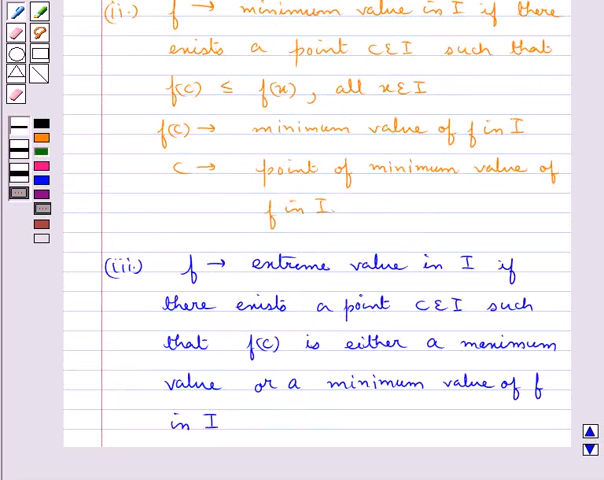 (ii.) f → minimum value in I if there
exists a point c ε I such that
f(c) ≤ f(x), all x ε I
f(c) → minimum value of f in I
c → point of minimum value of
f in I.
(iii.) f → extreme value in I if
there exists a point c ε I such
that f(c) is either a maximum
value or a minimum value of f
in I